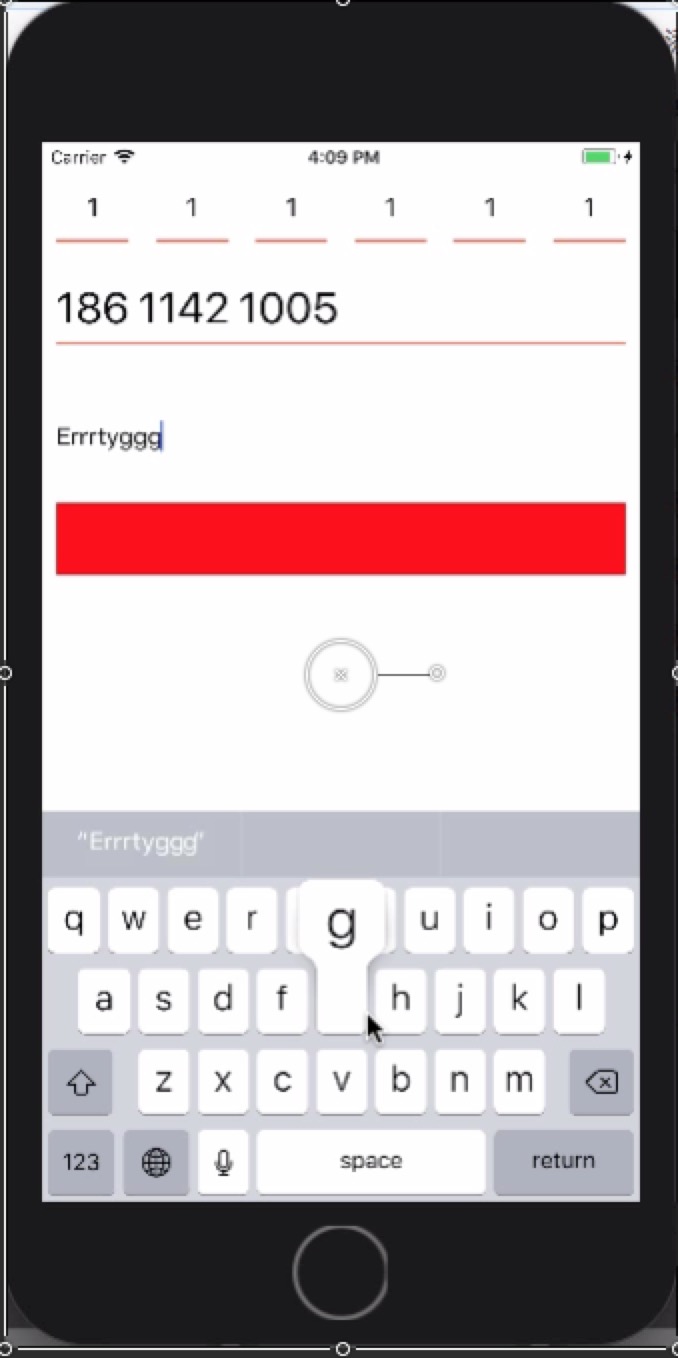 Carrier 4:09 PM
1 1 1 1 1 1
186 1142 1005
Errrtyggg
“Errrtyggg”
q w e r g u i o p
a s d f h j k l
z x c v b n m
123 space return